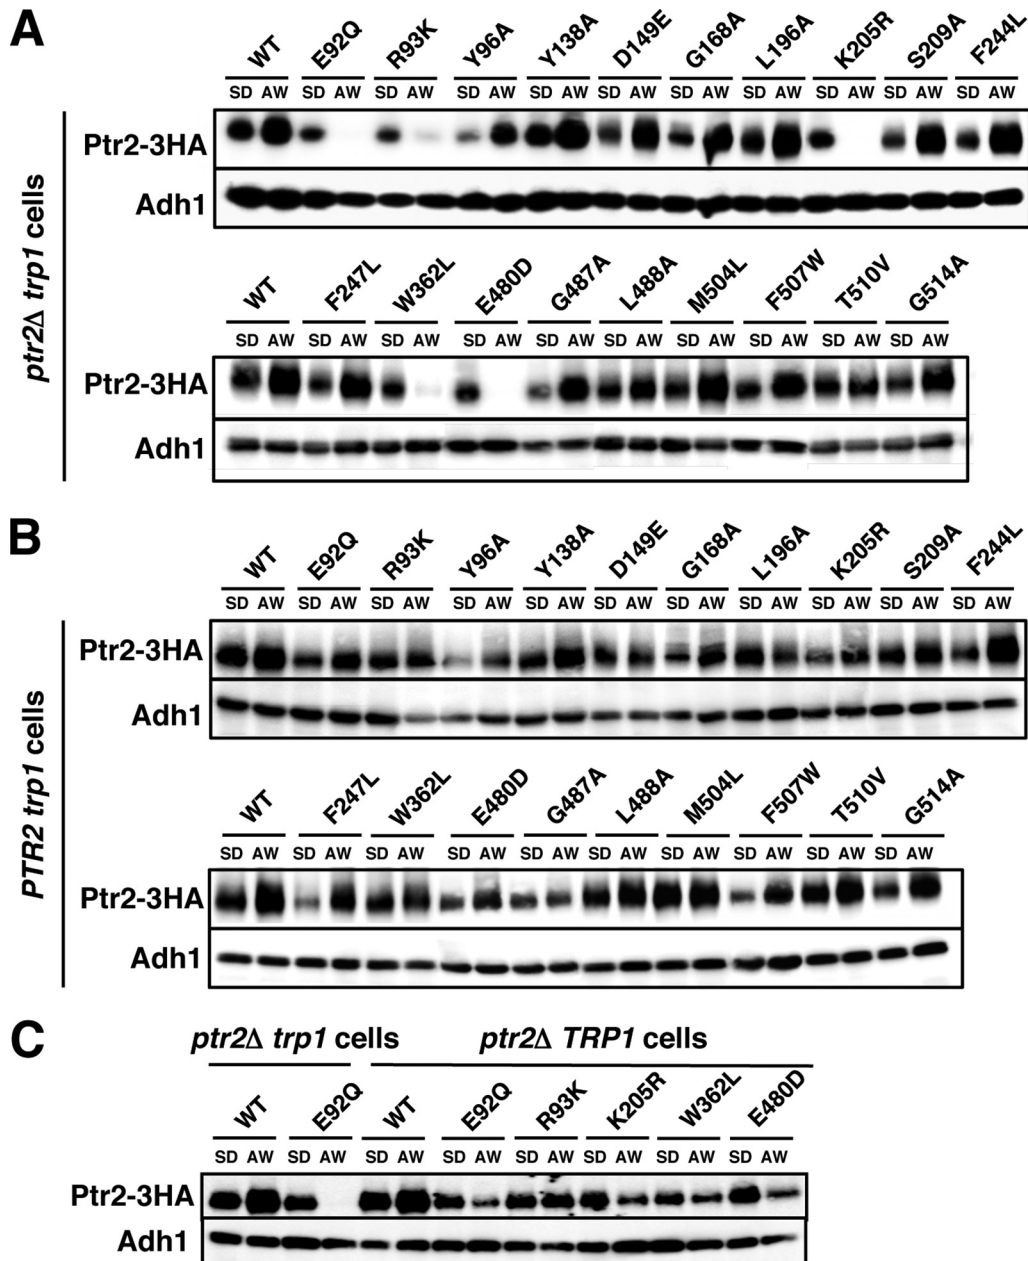 A
WT E92Q R93K Y96A Y138A D149E G168A L196A K205R S209A F244L
SD AW SD AW SD AW SD AW SD AW SD AW SD AW SD AW SD AW SD AW SD AW
Ptr2-3HA
Adh1
ptr2Δ trp1 cells
WT F247L W362L E480D G487A L488A M504L F507W T510V G514A
SD AW SD AW SD AW SD AW SD AW SD AW SD AW SD AW SD AW SD AW
Ptr2-3HA
Adh1
B
WT E92Q R93K Y96A Y138A D149E G168A L196A K205R S209A F244L
SD AW SD AW SD AW SD AW SD AW SD AW SD AW SD AW SD AW SD AW SD AW
Ptr2-3HA
Adh1
PTR2 trp1 cells
WT F247L W362L E480D G487A L488A M504L F507W T510V G514A
SD AW SD AW SD AW SD AW SD AW SD AW SD AW SD AW SD AW SD AW
Ptr2-3HA
Adh1
C
ptr2Δ trp1 cells ptr2Δ TRP1 cells
WT E92Q WT E92Q R93K K205R W362L E480D
SD AW SD AW SD AW SD AW SD AW SD AW SD AW SD AW
Ptr2-3HA
Adh1